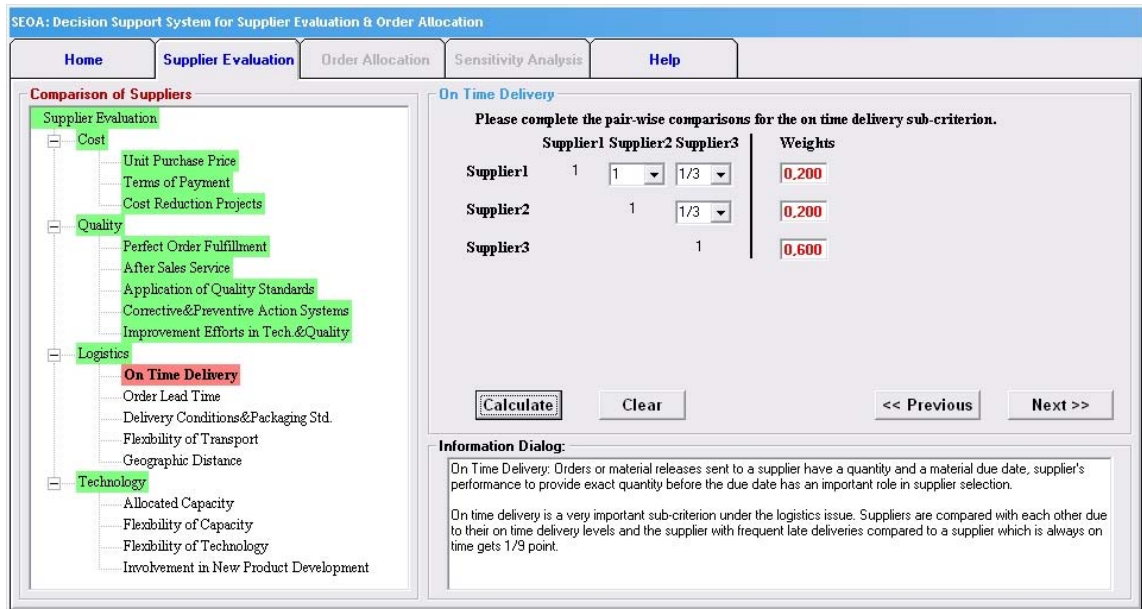 SEOA: Decision Support System for Supplier Evaluation & Order Allocation
Home
Supplier Evaluation
Order Allocation
Sensitivity Analysis
Help
Comparison of Suppliers
Supplier Evaluation
Cost
Unit Purchase Price
Terms of Payment
Cost Reduction Projects
Quality
Perfect Order Fulfillment
After Sales Service
Application of Quality Standards
Corrective&Preventive Action Systems
Improvement Efforts in Tech.&Quality
Logistics
On Time Delivery
Order Lead Time
Delivery Conditions&Packaging Std.
Flexibility of Transport
Geographic Distance
Technology
Allocated Capacity
Flexibility of Capacity
Flexibility of Technology
Involvement in New Product Development
On Time Delivery
Please complete the pair-wise comparisons for the on time delivery sub-criterion.
Supplier1 Supplier2 Supplier3 Weights
Supplier1 1 1 1/3 0,200
Supplier2 1 1/3 0,200
Supplier3 1 0,600
Calculate
Clear
<< Previous
Next >>
Information Dialog:
On Time Delivery: Orders or material releases sent to a supplier have a quantity and a material due date, supplier's
performance to provide exact quantity before the due date has an important role in supplier selection.
On time delivery is a very important sub-criterion under the logistics issue. Suppliers are compared with each other due
to their on time delivery levels and the supplier with frequent late deliveries compared to a supplier which is always on
time gets 1/9 point.